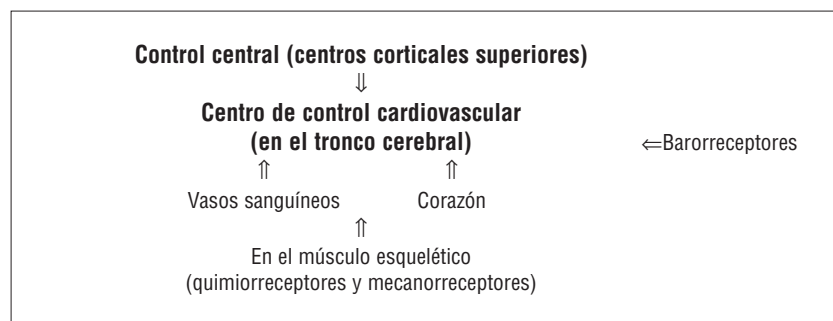 Control central (centros corticales superiores)
⇓
Centro de control cardiovascular
(en el tronco cerebral) ⇐Barorreceptores
⇑ ⇑
Vasos sanguíneos Corazón
⇑
En el músculo esquelético
(quimiorreceptores y mecanorreceptores)